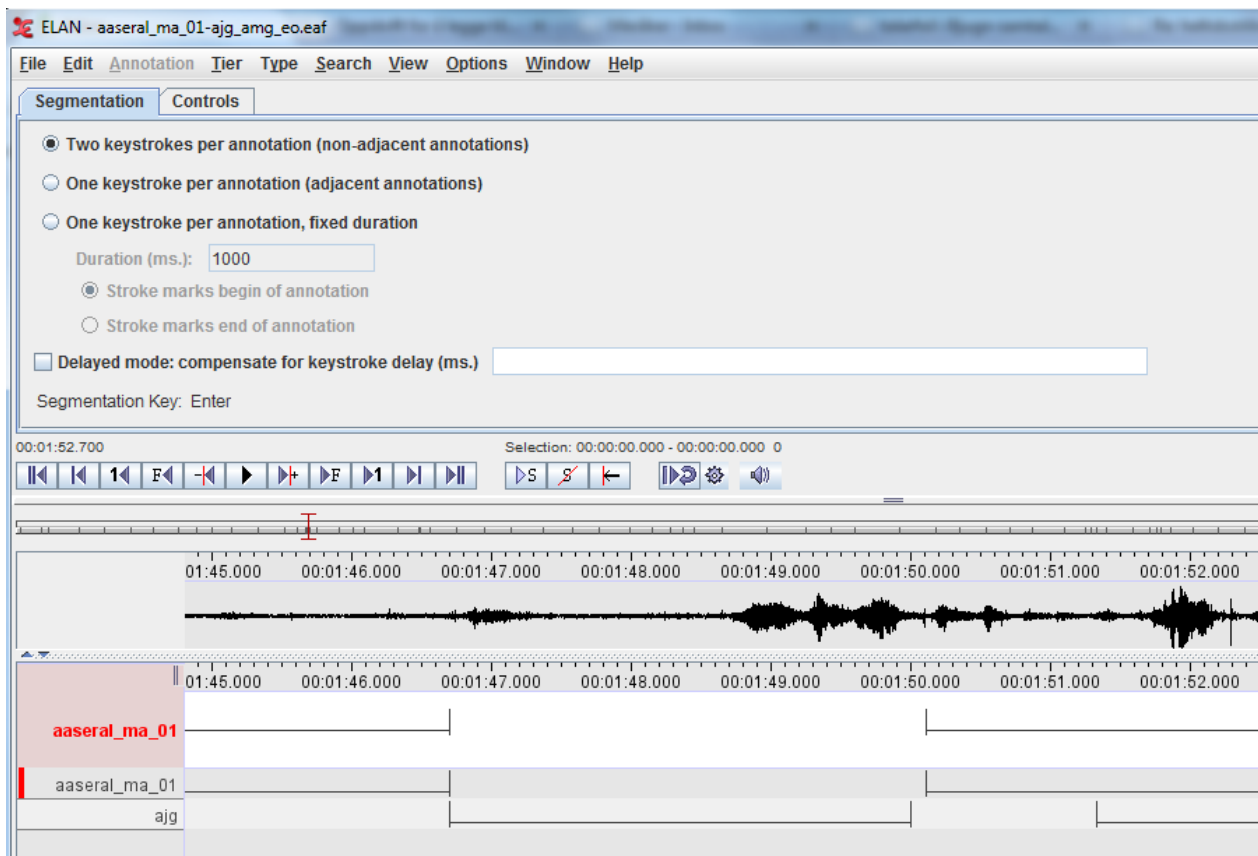 ELAN - aaseral_ma_01-ajg_amg_eo.eaf
File Edit Annotation Tier Type Search View Options Window Help
Segmentation Controls
Two keystrokes per annotation (non-adjacent annotations)
One keystroke per annotation (adjacent annotations)
One keystroke per annotation, fixed duration
Duration (ms.): 1000
Stroke marks begin of annotation
Stroke marks end of annotation
Delayed mode: compensate for keystroke delay (ms.)
Segmentation Key: Enter
00:01:52.700 Selection: 00:00:00.000 - 00:00:00.000 0
1 F F 1 S S
01:45.000 00:01:46.000 00:01:47.000 00:01:48.000 00:01:49.000 00:01:50.000 00:01:51.000 00:01:52.000
01:45.000 00:01:46.000 00:01:47.000 00:01:48.000 00:01:49.000 00:01:50.000 00:01:51.000 00:01:52.000
aaseral_ma_01
aaseral_ma_01
ajg